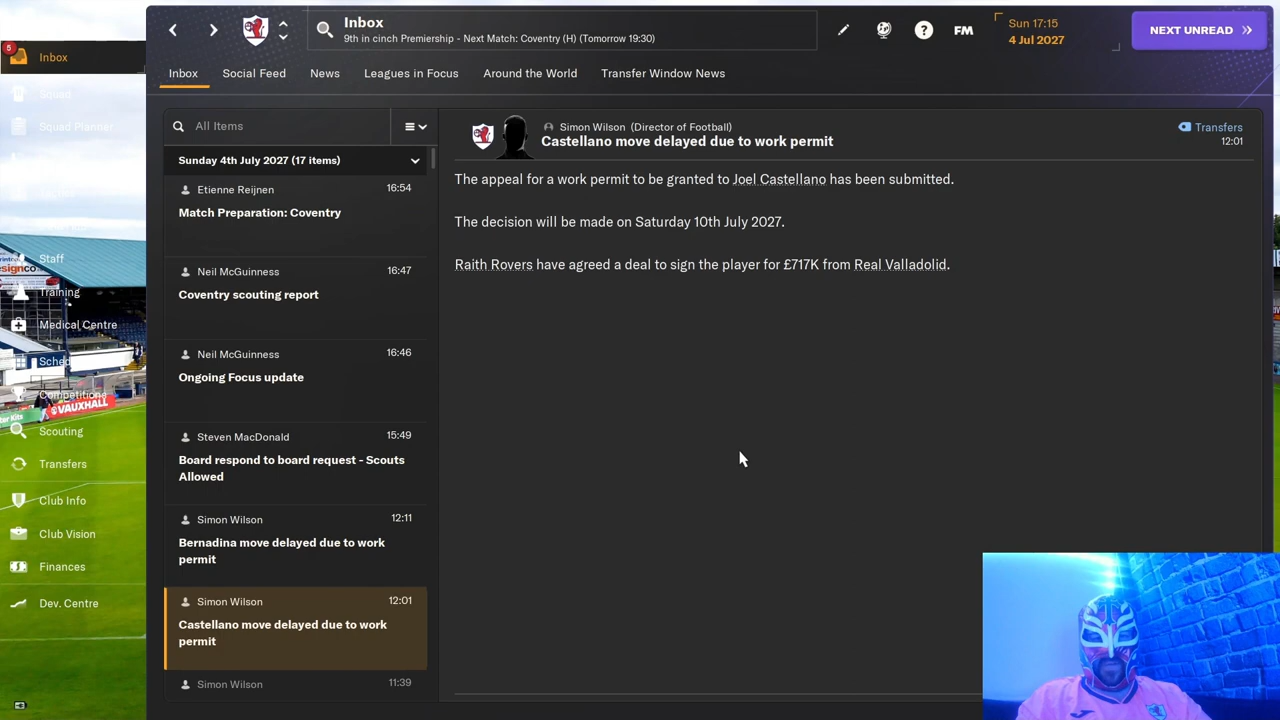 Inbox
9th in cinch Premiership - Next Match: Coventry (H) (Tomorrow 19:30)
FM
Sun 17:15
4 Jul 2027
NEXT UNREAD
5
Inbox
Squad
Squad Planner
Staff
Training
Medical Centre
Sched
Competitions
Scouting
Transfers
Club Info
Club Vision
Finances
Dev. Centre
VAUXHALL
Inbox
Social Feed
News
Leagues in Focus
Around the World
Transfer Window News
All Items
Sunday 4th July 2027 (17 items)
Etienne Reijnen
16:54
Match Preparation: Coventry
Neil McGuinness
16:47
Coventry scouting report
Neil McGuinness
16:46
Ongoing Focus update
Steven MacDonald
15:49
Board respond to board request - Scouts
Allowed
Simon Wilson
12:11
Bernadina move delayed due to work
permit
Simon Wilson
12:01
Castellano move delayed due to work
permit
Simon Wilson
11:39
Simon Wilson (Director of Football)
Castellano move delayed due to work permit
Transfers
12:01
The appeal for a work permit to be granted to Joel Castellano has been submitted.
The decision will be made on Saturday 10th July 2027.
Raith Rovers have agreed a deal to sign the player for £717K from Real Valladolid.